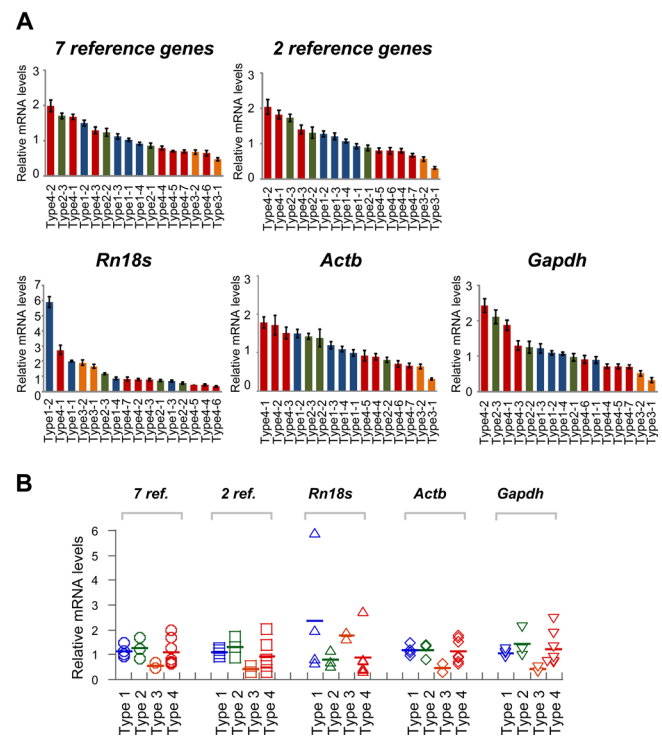 A
7 reference genes
2 reference genes
Relative mRNA levels
3
2
1
0
Type4-2
Type2-3
Type4-1
Type1-2
Type4-3
Type2-2
Type1-3
Type1-1
Type1-4
Type2-1
Type4-4
Type4-5
Type4-7
Type3-2
Type4-6
Type3-1
Relative mRNA levels
3
2
1
0
Type4-2
Type4-1
Type2-3
Type4-3
Type2-2
Type1-2
Type1-3
Type1-4
Type1-1
Type2-1
Type4-5
Type4-6
Type4-4
Type4-7
Type3-2
Type3-1
Rn18s
Actb
Gapdh
Relative mRNA levels
7
6
5
4
3
2
1
0
Type1-2
Type4-1
Type1-1
Type3-2
Type3-1
Type2-3
Type1-4
Type4-7
Type4-2
Type4-3
Type2-1
Type1-3
Type2-2
Type4-5
Type4-4
Type4-6
Relative mRNA levels
3
2
1
0
Type4-1
Type4-2
Type4-3
Type1-2
Type2-3
Type2-2
Type1-3
Type1-4
Type1-1
Type4-5
Type4-4
Type2-1
Type4-6
Type4-7
Type3-2
Type3-1
Relative mRNA levels
3
2
1
0
Type4-2
Type2-3
Type4-1
Type4-3
Type2-2
Type1-2
Type1-3
Type1-4
Type2-1
Type4-6
Type1-1
Type4-4
Type4-5
Type4-7
Type3-2
Type3-1
B
7 ref.
2 ref.
Rn18s
Actb
Gapdh
Relative mRNA levels
6
5
4
3
2
1
0
Type 1
Type 2
Type 3
Type 4
Type 1
Type 2
Type 3
Type 4
Type 1
Type 2
Type 3
Type 4
Type 1
Type 2
Type 3
Type 4
Type 1
Type 2
Type 3
Type 4